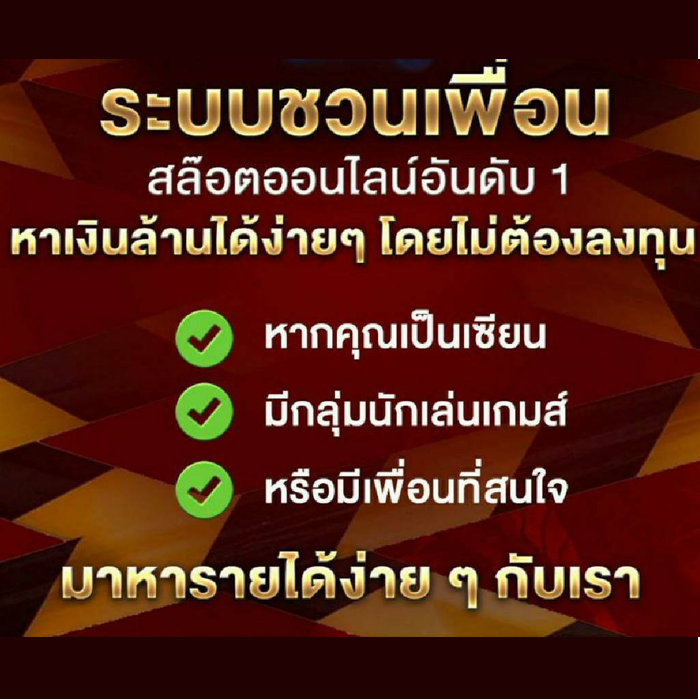 ระบบชวนเพื่อน
สล๊อตออนไลน์อันดับ 1
หาเงินล้านได้ง่ายๆ โดยไม่ต้องลงทุน
หากคุณเป็นเซียน
มีกลุ่มนักเล่นเกมส์
หรือมีเพื่อนที่สนใจ
มาหารายได้ง่าย ๆ กับเรา